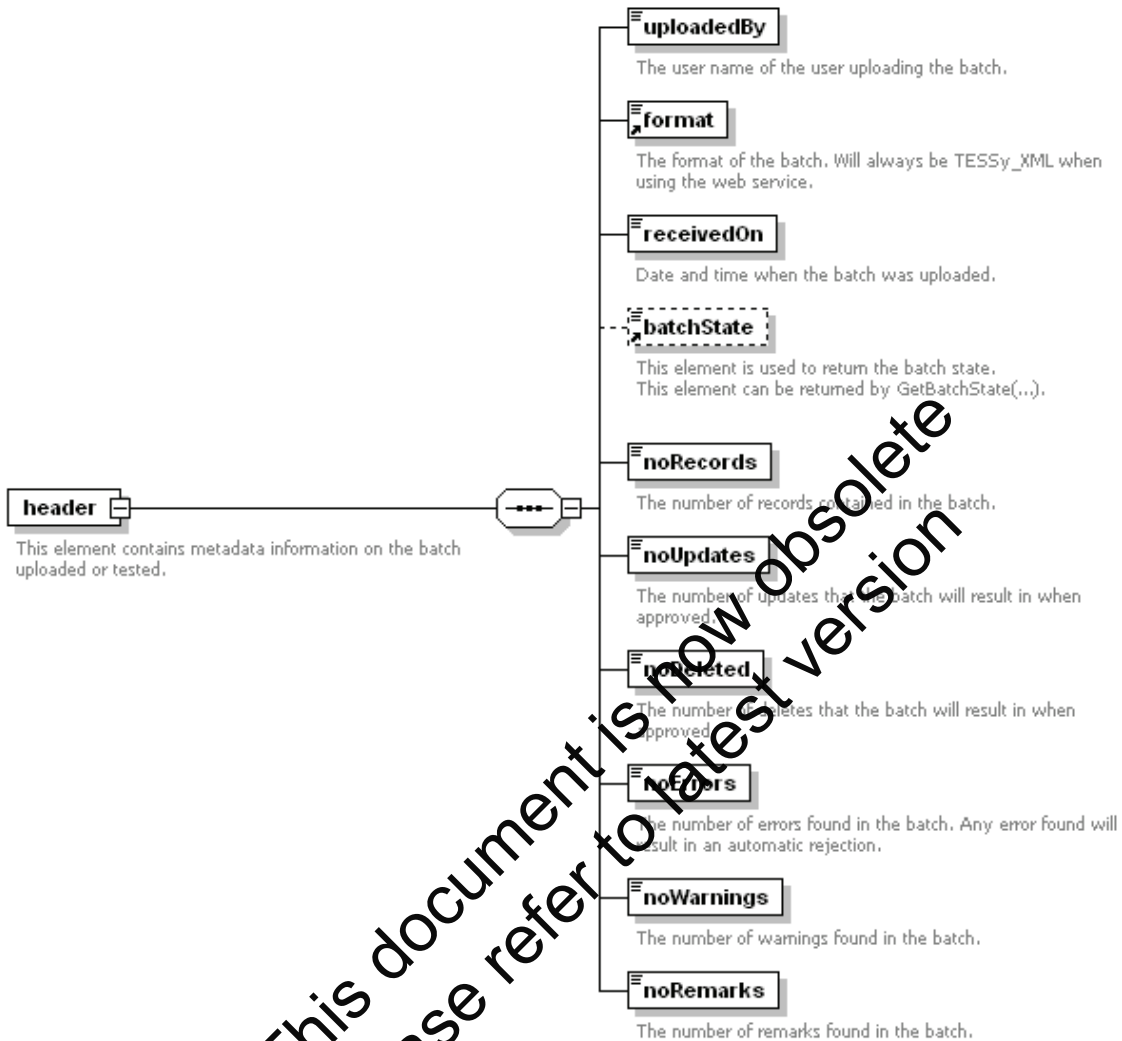 uploadedBy
The user name of the user uploading the batch.
format
The format of the batch. Will always be TESSy_XML when
using the web service.
receivedOn
Date and time when the batch was uploaded.
batchState
This element is used to return the batch state.
This element can be returned by GetBatchState(...).
noRecords
The number of records contained in the batch.
header
This element contains metadata information on the batch
uploaded or tested.
noUpdates
The number of updates that the batch will result in when
approved.
noDeleted
The number of deletes that the batch will result in when
approved.
noErrors
The number of errors found in the batch. Any error found will
result in an automatic rejection.
noWarnings
The number of warnings found in the batch.
noRemarks
The number of remarks found in the batch.
This document is now obsolete
refer to latest version